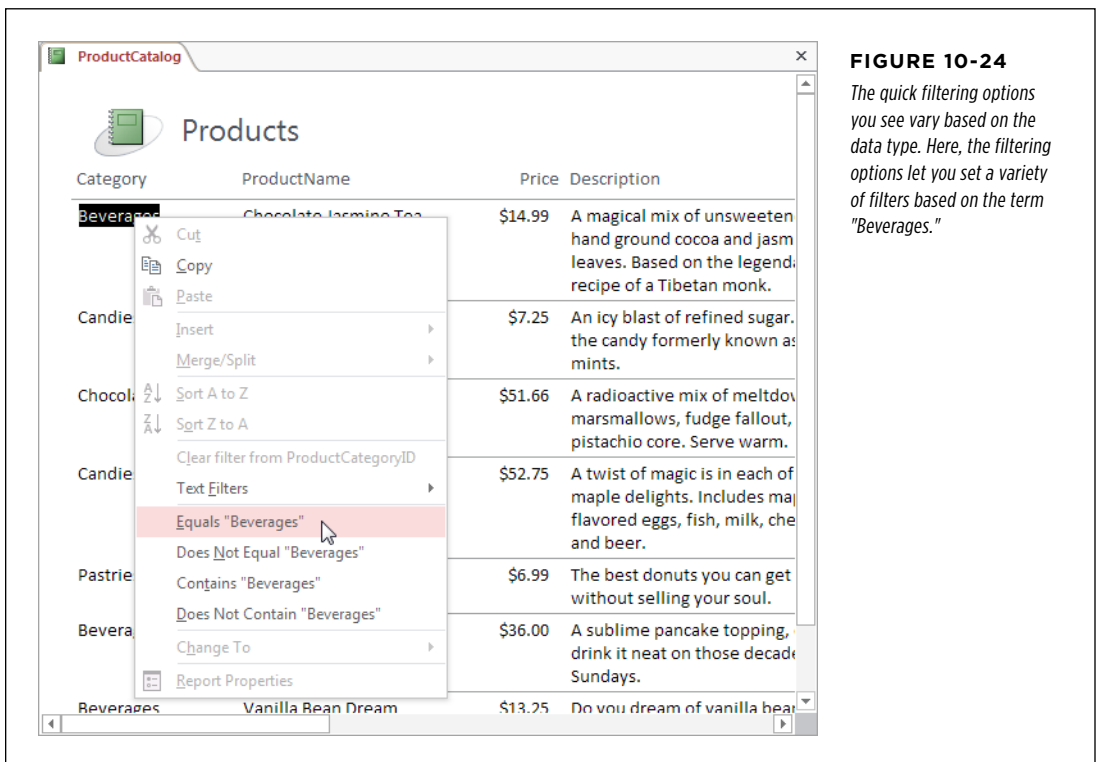 ProductCatalog
Products
Category ProductName Price Description
Beverages Chocolate Jasmine Tea $14.99 A magical mix of unsweeten
hand ground cocoa and jasm
leaves. Based on the legenda
recipe of a Tibetan monk.
Candie $7.25 An icy blast of refined sugar.
the candy formerly known as
mints.
Chocola $51.66 A radioactive mix of meltdov
marsmallows, fudge fallout,
pistachio core. Serve warm.
Candie $52.75 A twist of magic is in each of
maple delights. Includes map
flavored eggs, fish, milk, che
and beer.
Pastrie $6.99 The best donuts you can get
without selling your soul.
Bevera $36.00 A sublime pancake topping,
drink it neat on those decade
Sundays.
Beverages Vanilla Bean Dream $13.25 Do you dream of vanilla bear
Cut
Copy
Paste
Insert
Merge/Split
Sort A to Z
Sort Z to A
Clear filter from ProductCategoryID
Text Filters
Equals "Beverages"
Does Not Equal "Beverages"
Contains "Beverages"
Does Not Contain "Beverages"
Change To
Report Properties
FIGURE 10-24
The quick filtering options
you see vary based on the
data type. Here, the filtering
options let you set a variety
of filters based on the term
"Beverages."